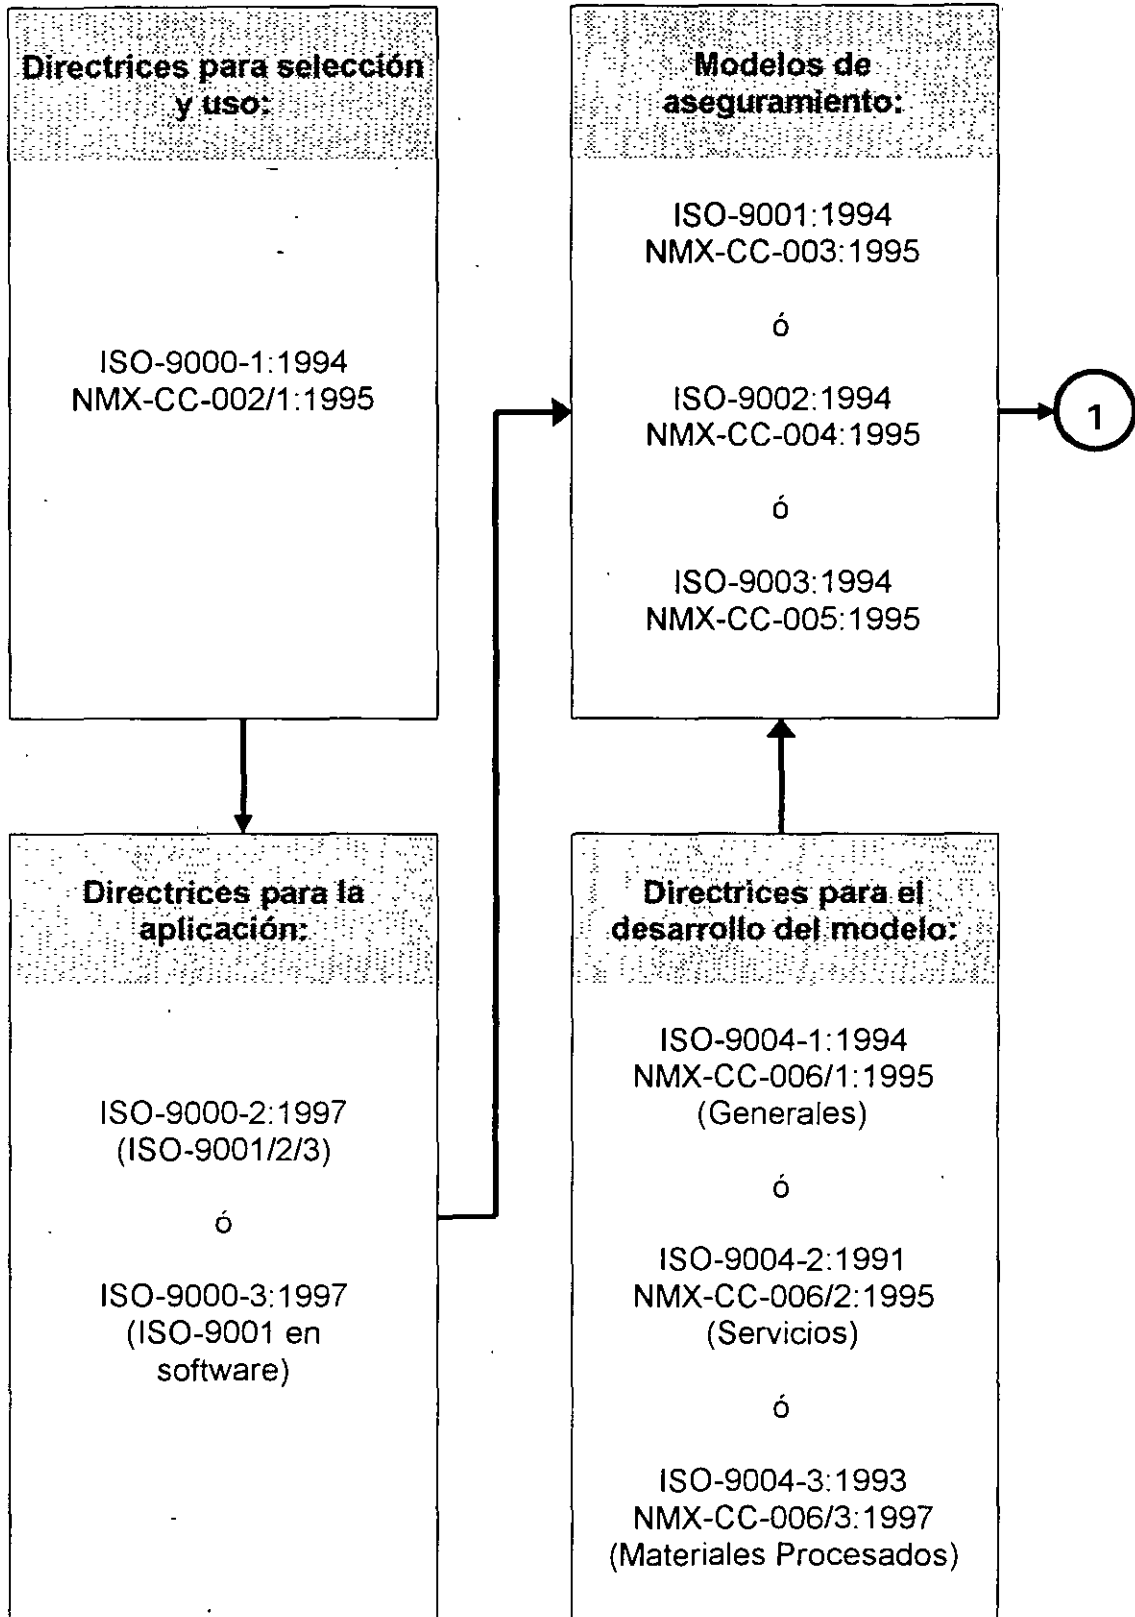 Directrices para selección
y uso:
ISO-9000-1:1994
NMX-CC-002/1:1995
Directrices para la
aplicación:
ISO-9000-2:1997
(ISO-9001/2/3)
ó
ISO-9000-3:1997
(ISO-9001 en
software)
Modelos de
aseguramiento:
ISO-9001:1994
NMX-CC-003:1995
ó
ISO-9002:1994
NMX-CC-004:1995
ó
ISO-9003:1994
NMX-CC-005:1995
1
Directrices para el
desarrollo del modelo:
ISO-9004-1:1994
NMX-CC-006/1:1995
(Generales)
ó
ISO-9004-2:1991
NMX-CC-006/2:1995
(Servicios)
ó
ISO-9004-3:1993
NMX-CC-006/3:1997
(Materiales Procesados)